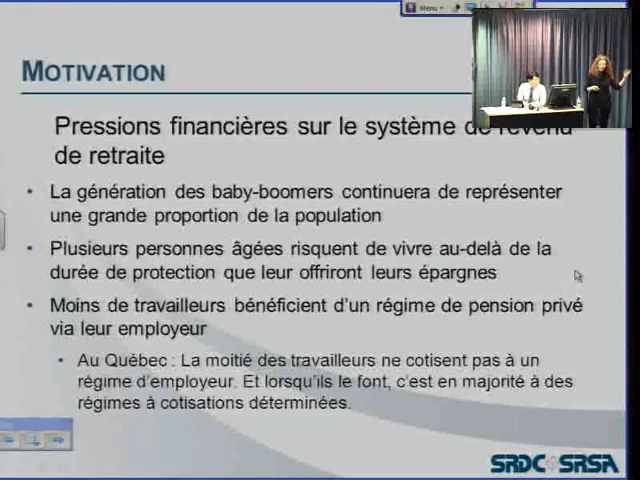 Menu
MOTIVATION
Pressions financières sur le système de revenu
de retraite
• La génération des baby-boomers continuera de représenter
une grande proportion de la population
• Plusieurs personnes âgées risquent de vivre au-delà de la
durée de protection que leur offriront leurs épargnes
• Moins de travailleurs bénéficient d'un régime de pension privé
via leur employeur
• Au Québec : La moitié des travailleurs ne cotisent pas à un
régime d'employeur. Et lorsqu'ils le font, c'est en majorité à des
régimes à cotisations déterminées.
SRDC SRSA